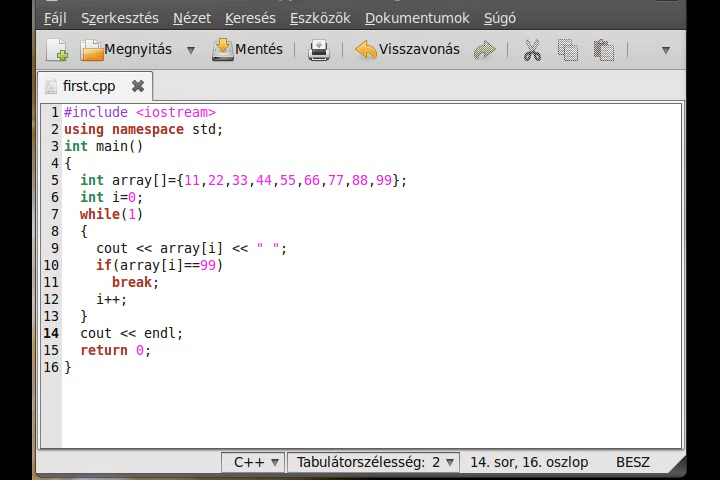 Fájl Szerkesztés Nézet Keresés Eszközök Dokumentumok Súgó
Megnyitás Mentés Visszavonás
first.cpp
1 #include <iostream>
2 using namespace std;
3 int main()
4 {
5   int array[]={11,22,33,44,55,66,77,88,99};
6   int i=0;
7   while(1)
8   {
9     cout << array[i] << " ";
10     if(array[i]==99)
11       break;
12     i++;
13   }
14   cout << endl;
15   return 0;
16 }
C++ Tabulátorszélesség: 2 14. sor, 16. oszlop BESZ